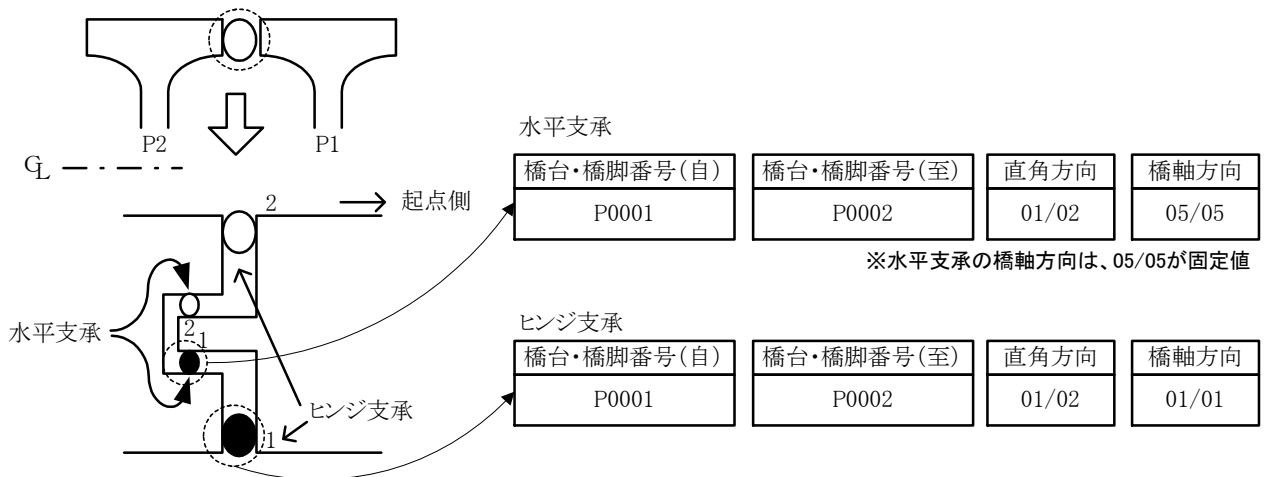 P2
P1
℄
2
起点側
水平支承
2
1
ヒンジ支承
1
水平支承
橋台・橋脚番号(自) 橋台・橋脚番号(至) 直角方向 橋軸方向
P0001 P0002 01/02 05/05
※水平支承の橋軸方向は、05/05が固定値
ヒンジ支承
橋台・橋脚番号(自) 橋台・橋脚番号(至) 直角方向 橋軸方向
P0001 P0002 01/02 01/01